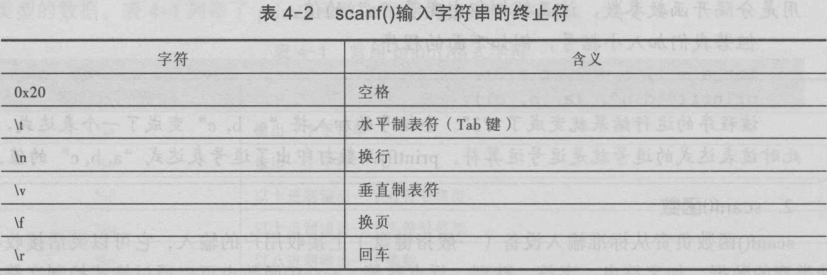 表 4-2 scanf()输入字符串的终止符
字符 含义
0x20 空格
\t 水平制表符（Tab 键）
\n 换行
\v 垂直制表符
\f 换页
\r 回车